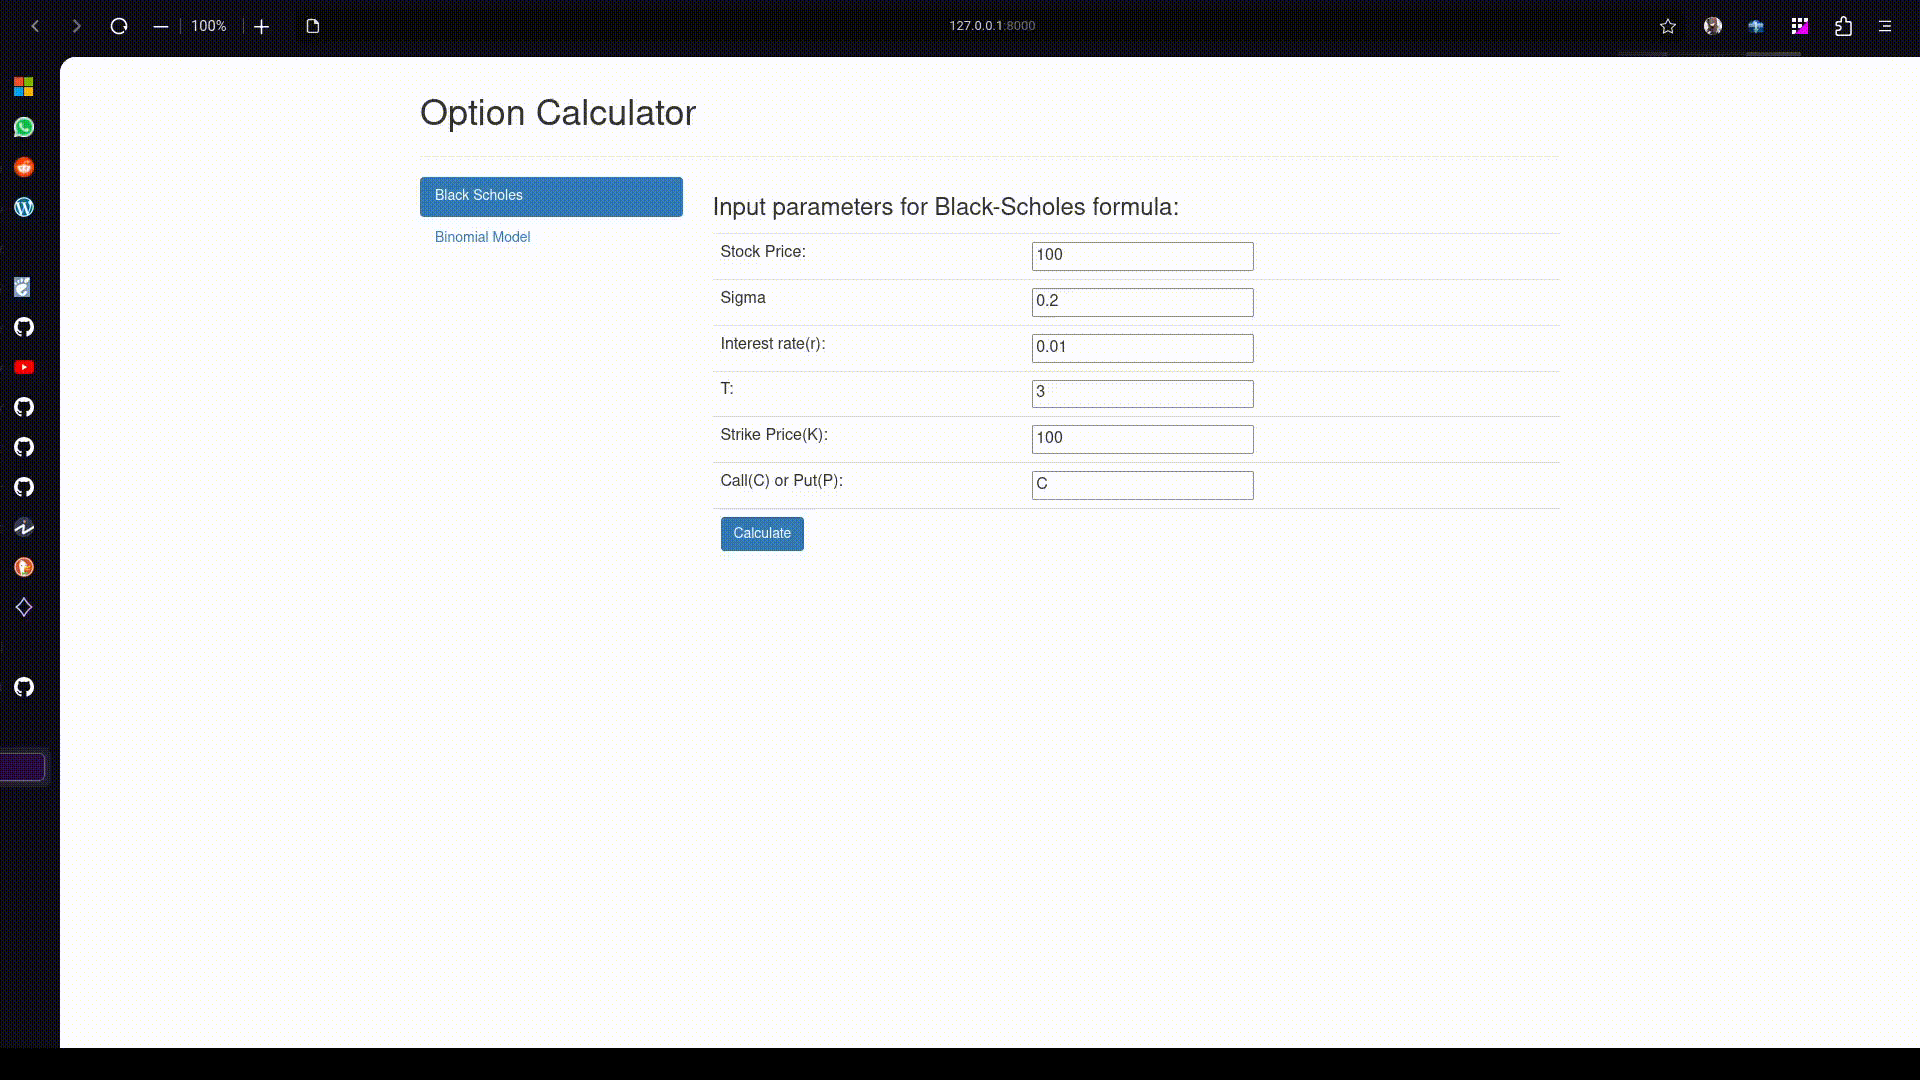 100%
127.0.0.1:8000
Option Calculator
Black Scholes
Binomial Model
Input parameters for Black-Scholes formula:
Stock Price: 100
Sigma 0.2
Interest rate(r): 0.01
T: 3
Strike Price(K): 100
Call(C) or Put(P): C
Calculate